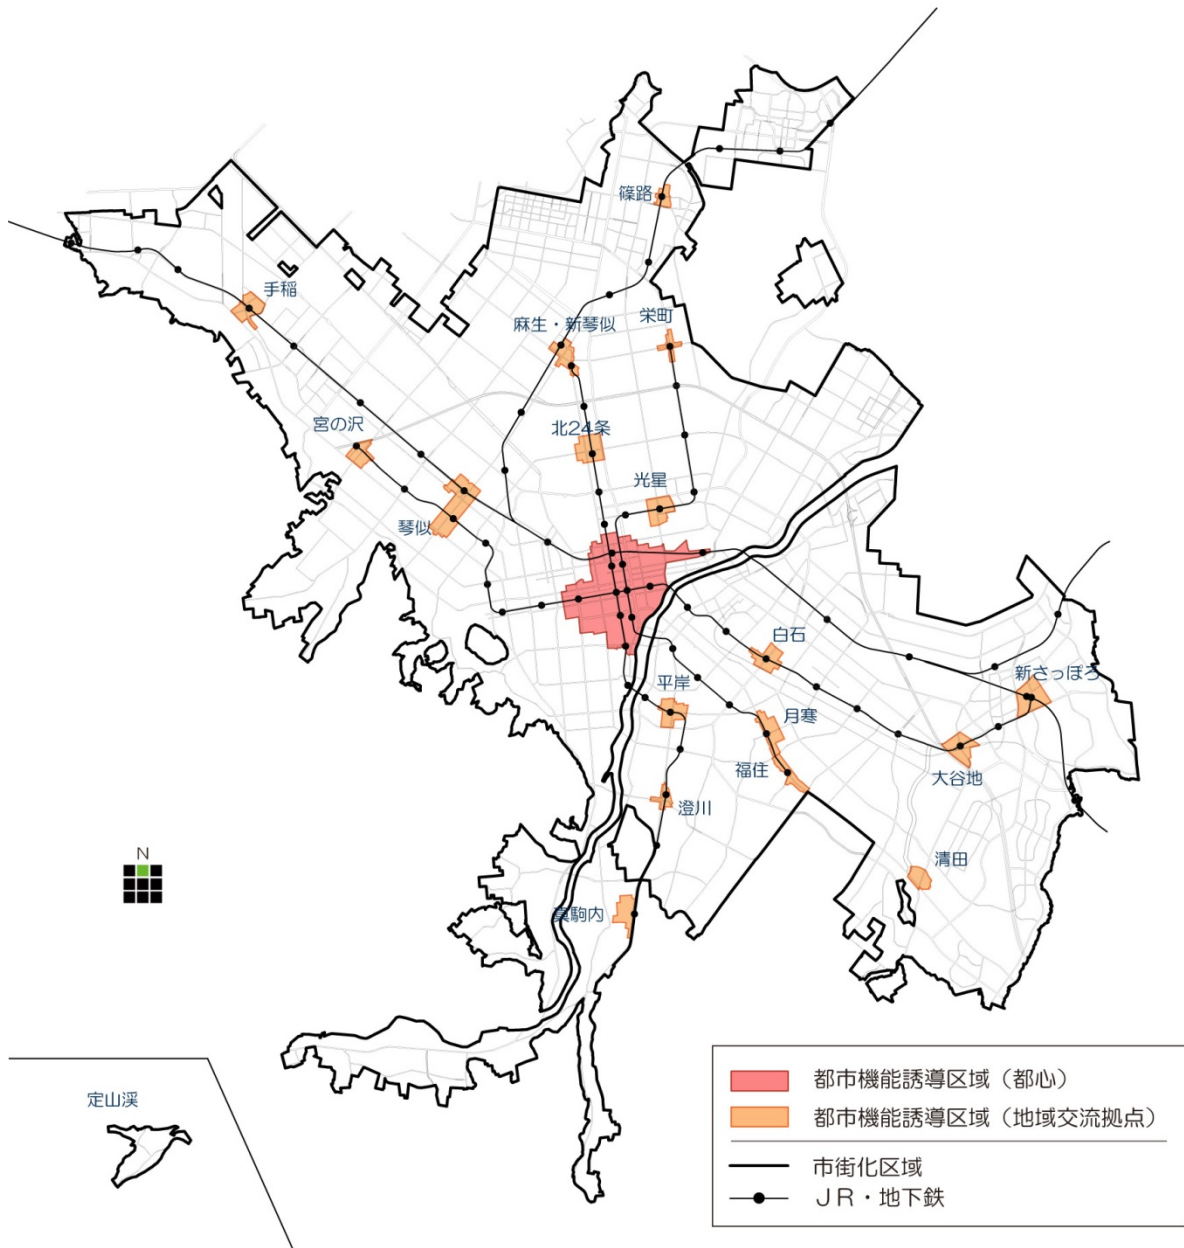 篠路
手稲
麻生・新琴似
栄町
宮の沢
北24条
光星
琴似
白石
新さっぽろ
平岸
月寒
福住
大谷地
澄川
清田
N
真駒内
定山渓
都市機能誘導区域（都心）
都市機能誘導区域（地域交流拠点）
市街化区域
ＪＲ・地下鉄